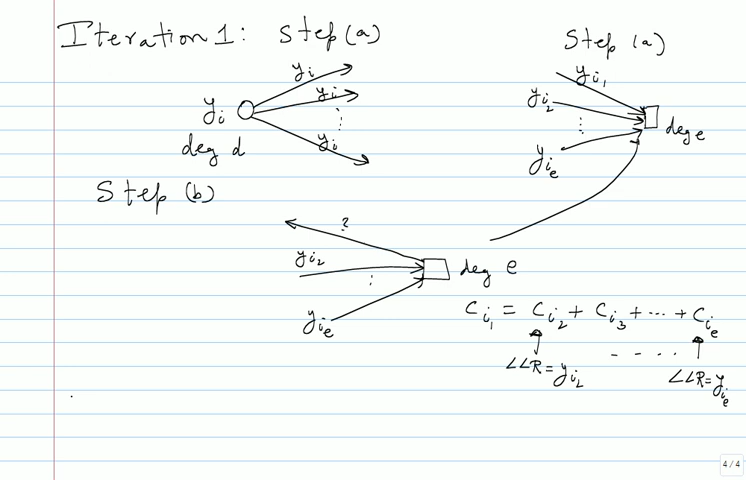 Iteration 1: Step (a)
Step (a)
y_i
y_i
y_i
y_i
deg d
y_{i_1}
y_{i_2}
y_{i_e}
deg e
Step (b)
?
y_{i_2}
y_{i_e}
deg e
C_{i_1} = C_{i_2} + C_{i_3} + ... + C_{i_e}
LLR = y_{i_2} - - - - LLR = y_{i_e}
4/4